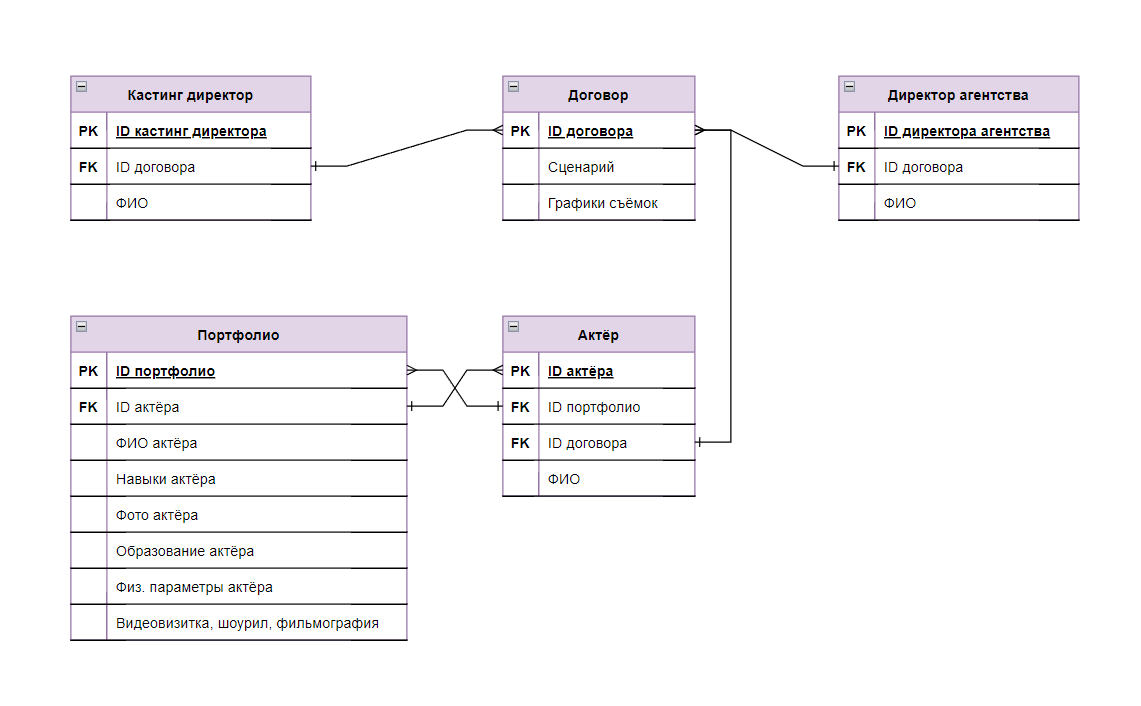 Кастинг директор
PK ID кастинг директора
FK ID договора
ФИО
Договор
PK ID договора
Сценарий
Графики съёмок
Директор агентства
PK ID директора агентства
FK ID договора
ФИО
Портфолио
PK ID портфолио
FK ID актёра
ФИО актёра
Навыки актёра
Фото актёра
Образование актёра
Физ. параметры актёра
Видеовизитка, шоурил, фильмография
Актёр
PK ID актёра
FK ID портфолио
FK ID договора
ФИО